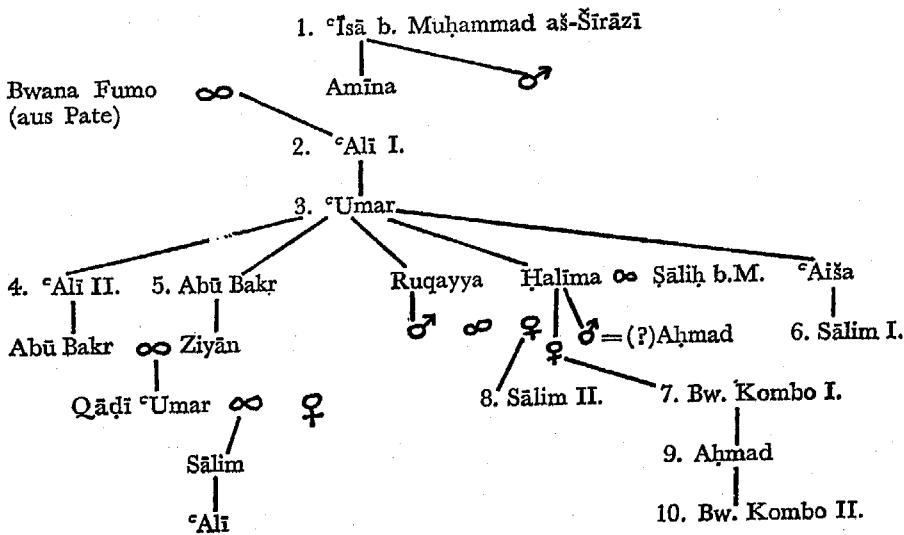 1. ʿĪsā b. Muḥammad aš-Šīrāzī
Bwana Fumo ∞ Amīna ♂
(aus Pate)
2. ʿAlī I.
3. ʿUmar
4. ʿAlī II. 5. Abū Bakr Ruqayya Ḥalīma ∞ Ṣāliḥ b.M. ʿAiša
Abū Bakr ∞ Ziyān ♂ ∞ ♀ ♀ ♂=(?)Aḥmad 6. Sālim I.
Qāḍī ʿUmar ∞ ♀ 8. Sālim II. 7. Bw. Kombo I.
Sālim 9. Aḥmad
ʿAlī 10. Bw. Kombo II.